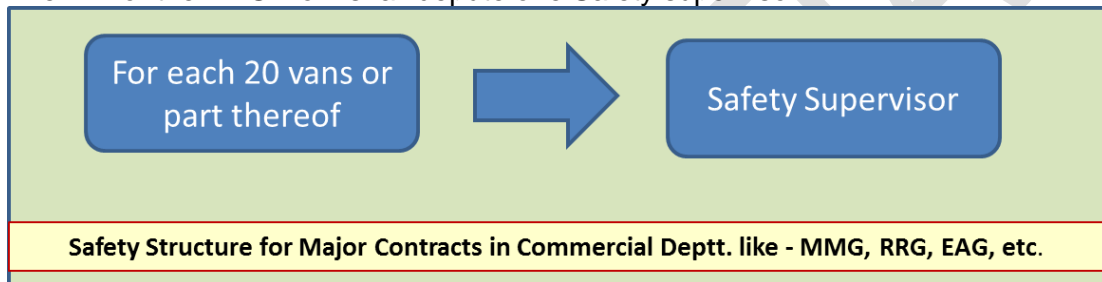 For each 20 vans or
part thereof
Safety Supervisor
Safety Structure for Major Contracts in Commercial Deptt. like - MMG, RRG, EAG, etc.